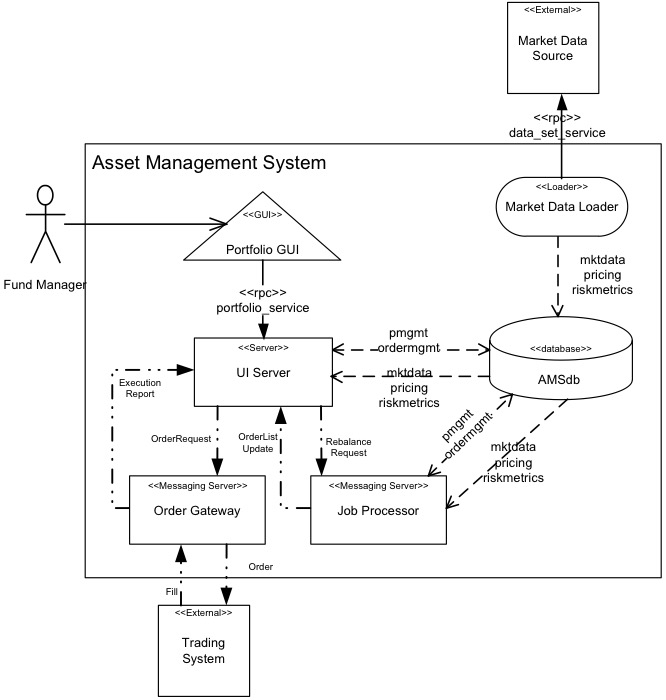 <<External>>
Market Data
Source
<<rpc>>
data_set_service
Asset Management System
<<Loader>>
Market Data Loader
<<GUI>>
Portfolio GUI
Fund Manager
mktdata
pricing
riskmetrics
<<rpc>>
portfolio_service
<<Server>>
UI Server
pmgmt
ordermgmt
<<database>>
AMSdb
mktdata
pricing
riskmetrics
Execution
Report
OrderRequest
OrderList
Update
Rebalance
Request
pmgmt
ordermgmt
mktdata
pricing
riskmetrics
<<Messaging Server>>
Order Gateway
<<Messaging Server>>
Job Processor
Order
Fill
<<External>>
Trading
System